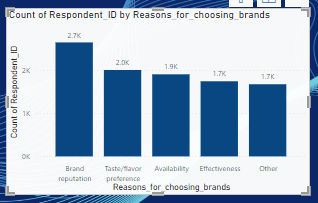 Count of Respondent_ID by Reasons_for_choosing_brands
Count of Respondent_ID
2K
1K
0K
2.7K
2.0K
1.9K
1.7K
1.7K
Brand
reputation
Taste/flavor
preference
Availability
Effectiveness
Other
Reasons_for_choosing_brands